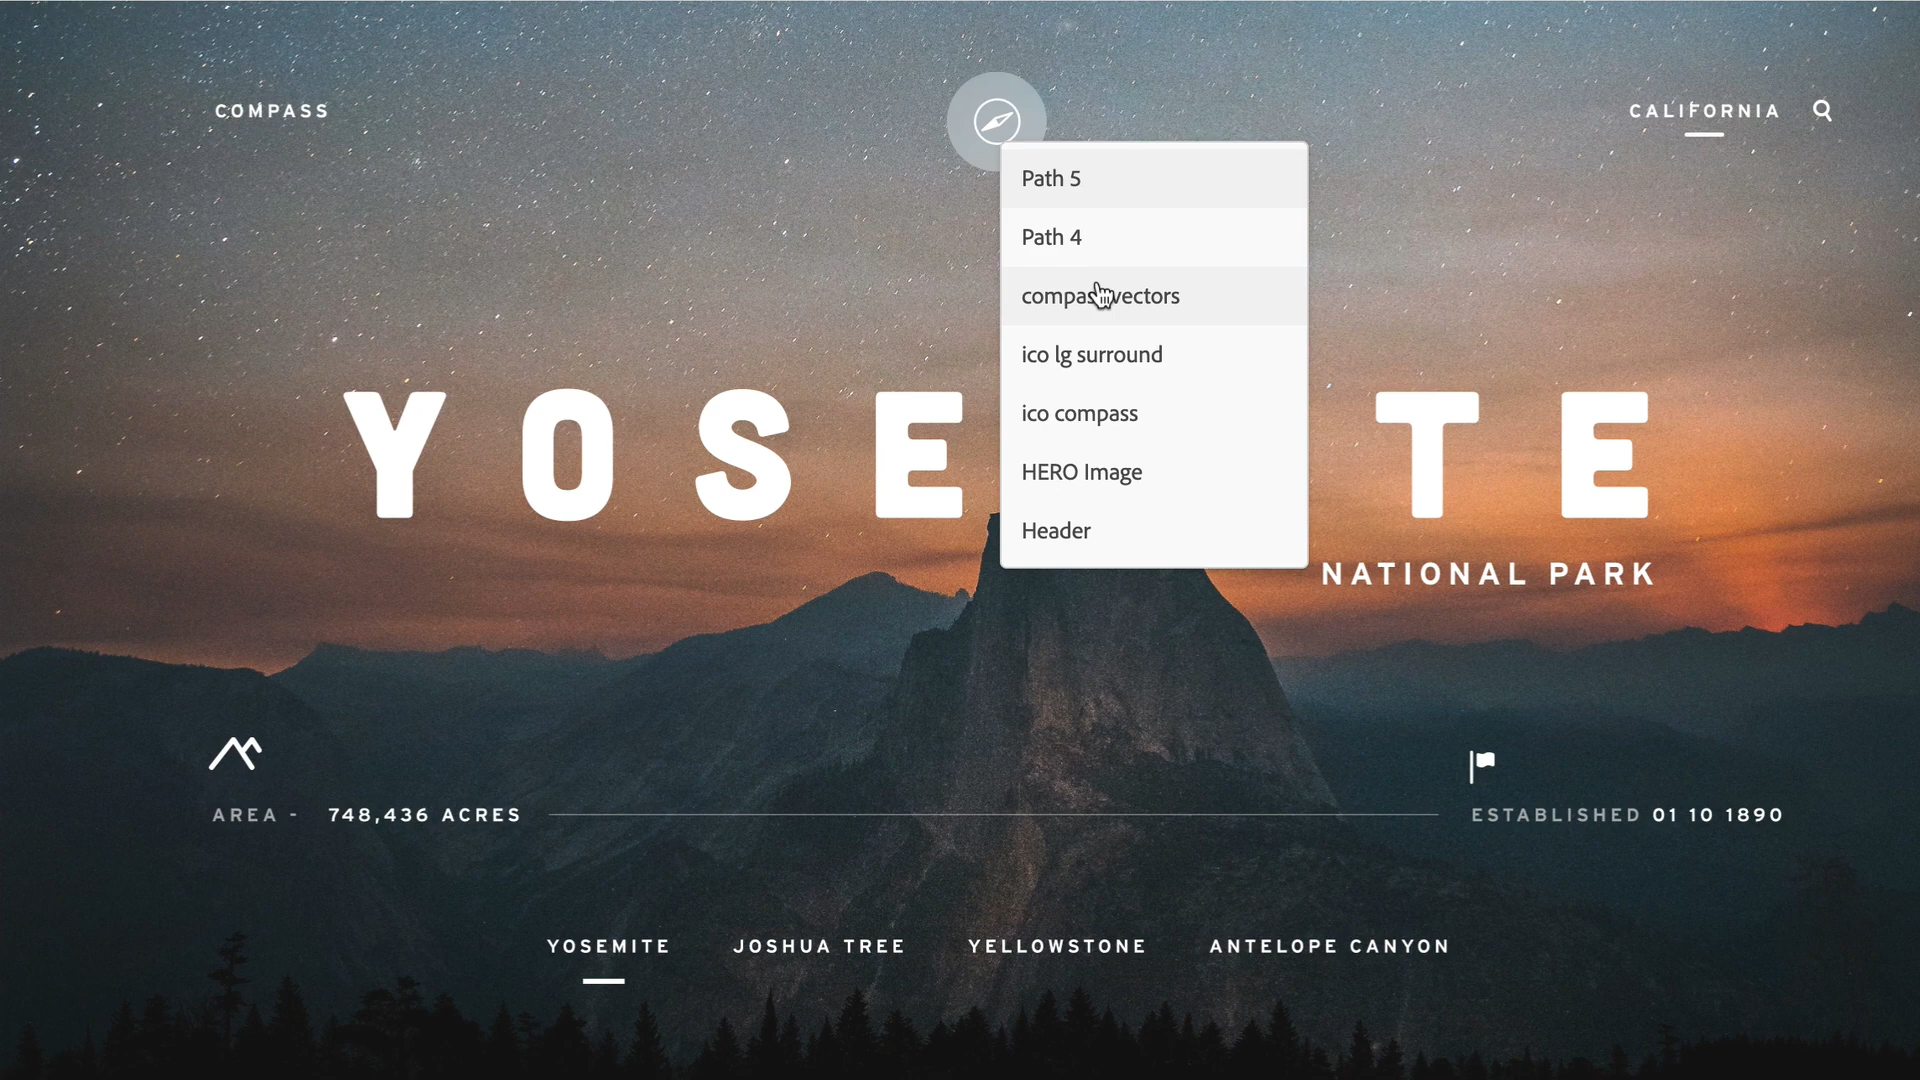 COMPASS
CALIFORNIA
Path 5
Path 4
compass vectors
ico lg surround
ico compass
HERO Image
Header
YOSE TE
NATIONAL PARK
AREA - 748,436 ACRES
ESTABLISHED 01 10 1890
YOSEMITE JOSHUA TREE YELLOWSTONE ANTELOPE CANYON